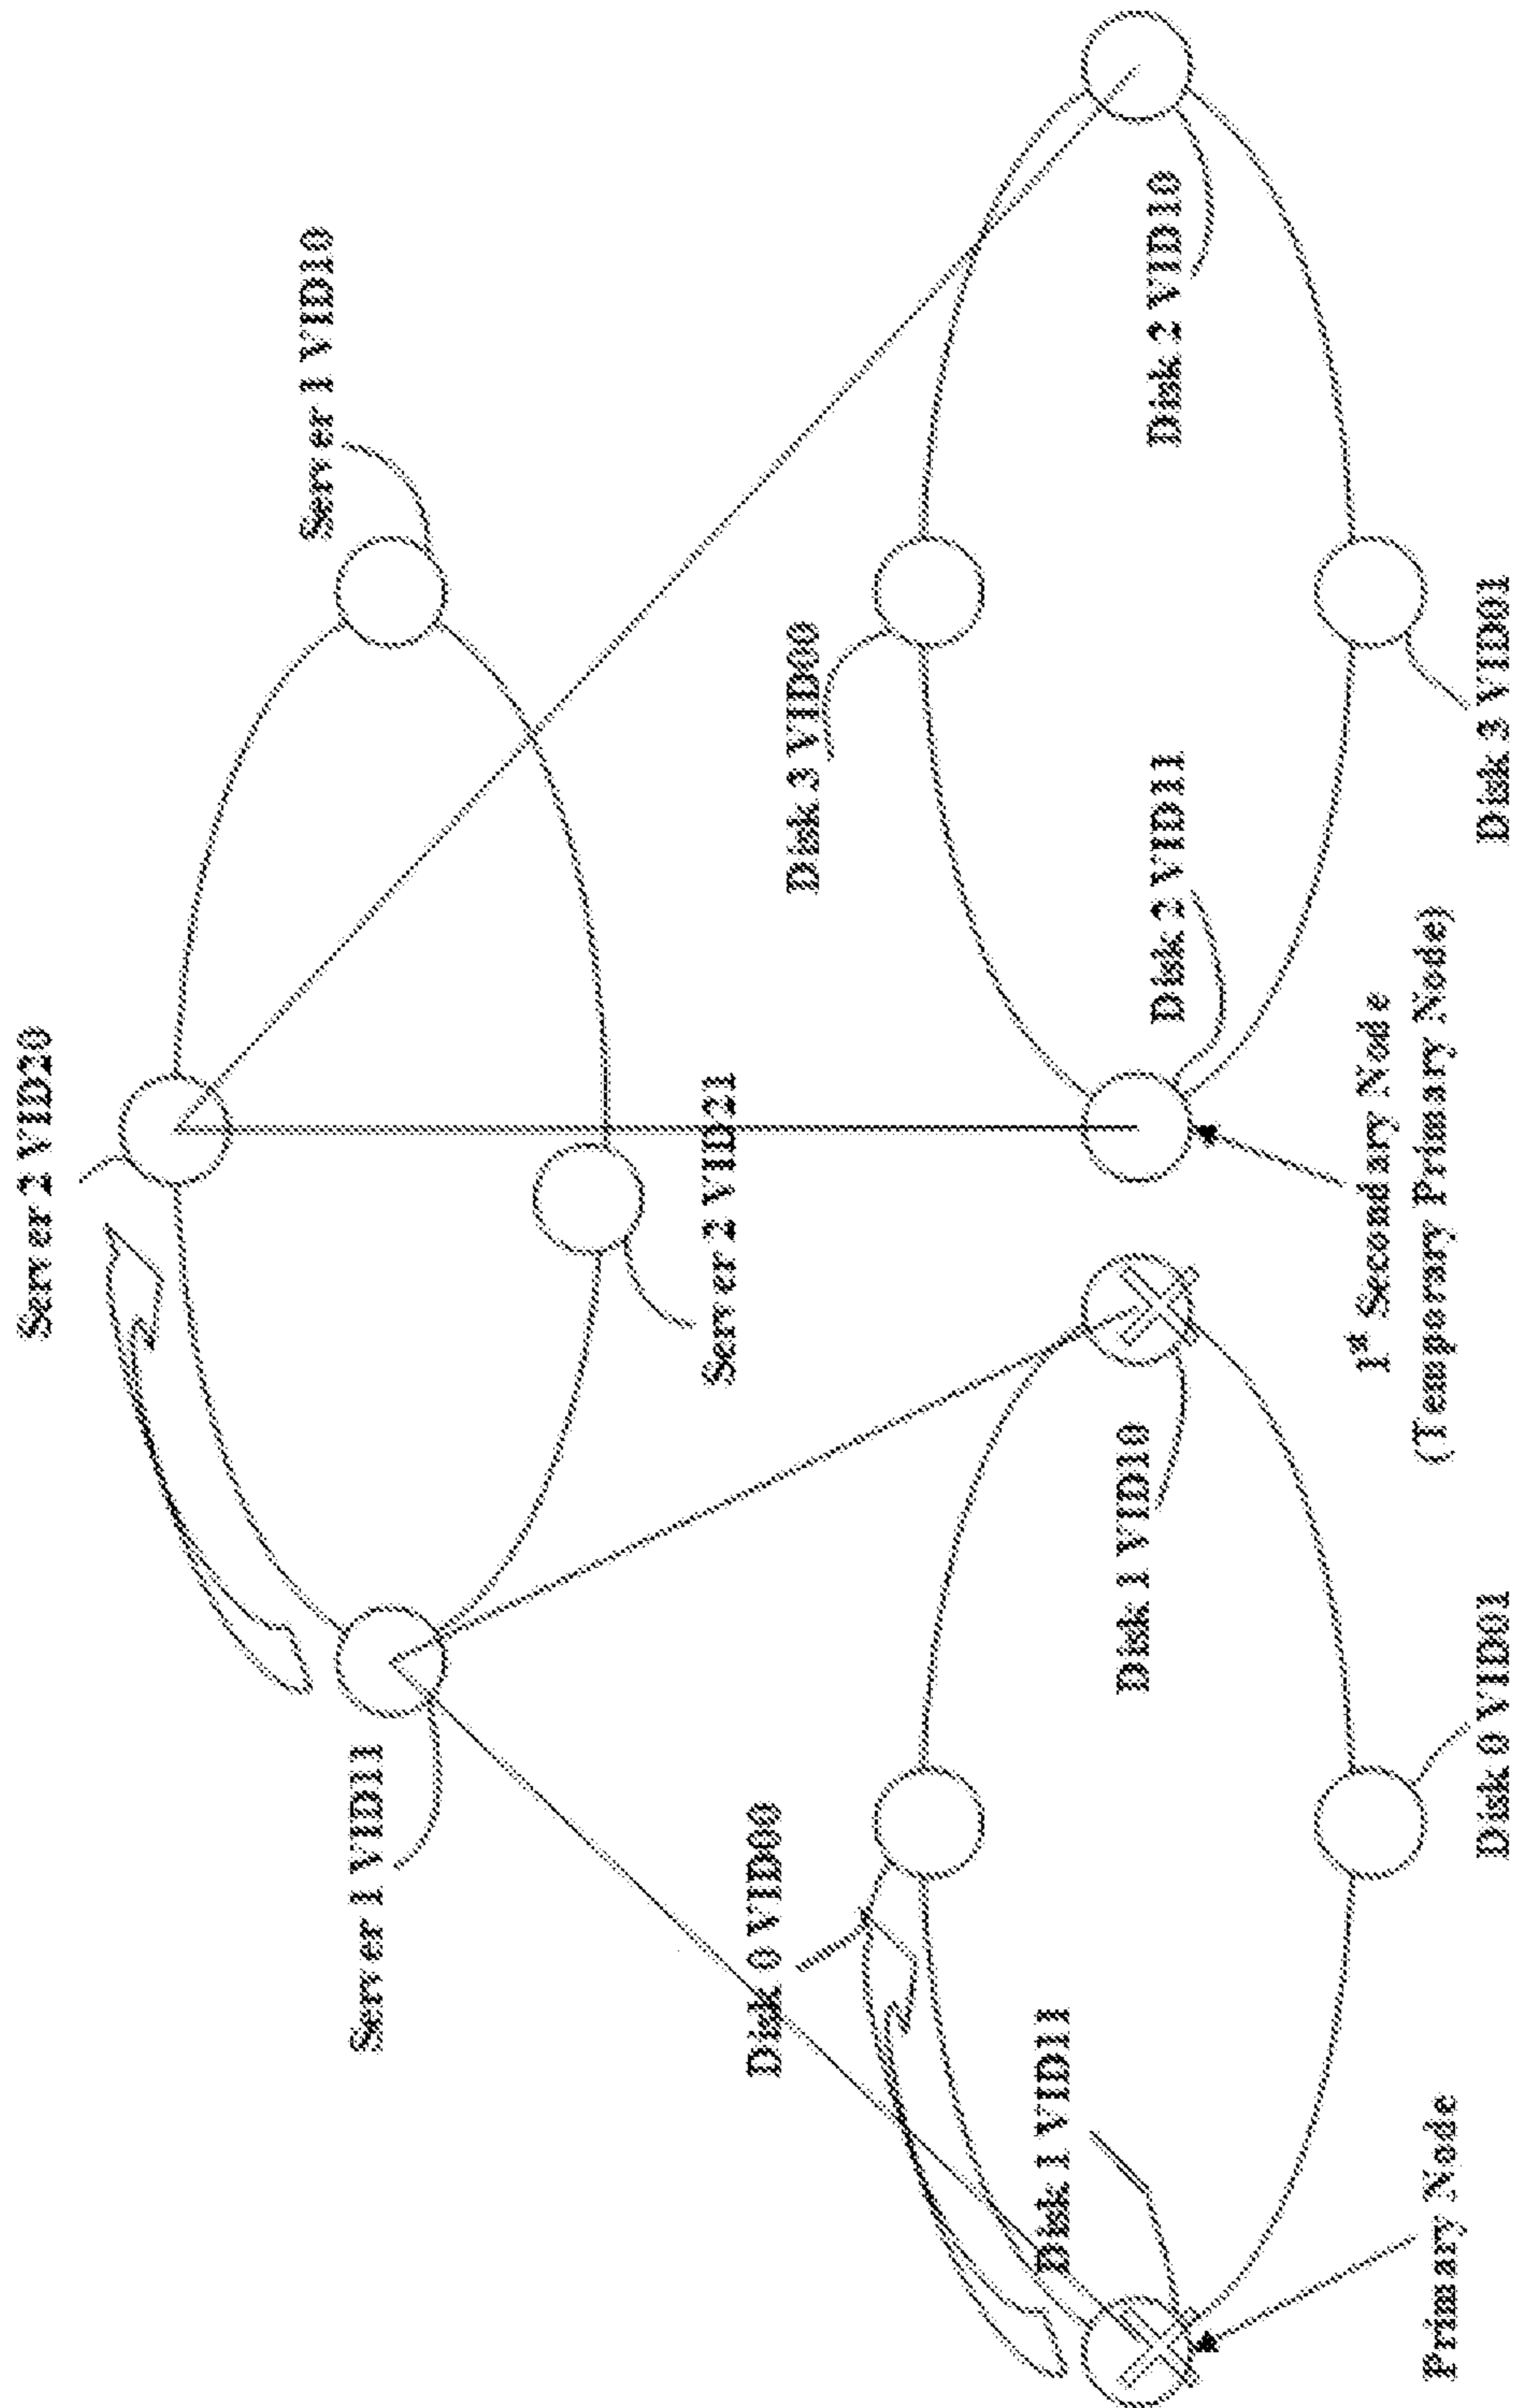 Server 2 VID20
Server 1 VID11
Server 1 VID10
Server 2 VID21
Disk 0 VID00
Disk 3 VID00
Disk 1 VID11
Disk 1 VID10
Disk 2 VID11
Disk 2 VID10
Primary Node
Disk 0 VID01
1st Secondary Node
(Temporary Primary Node)
Disk 3 VID01